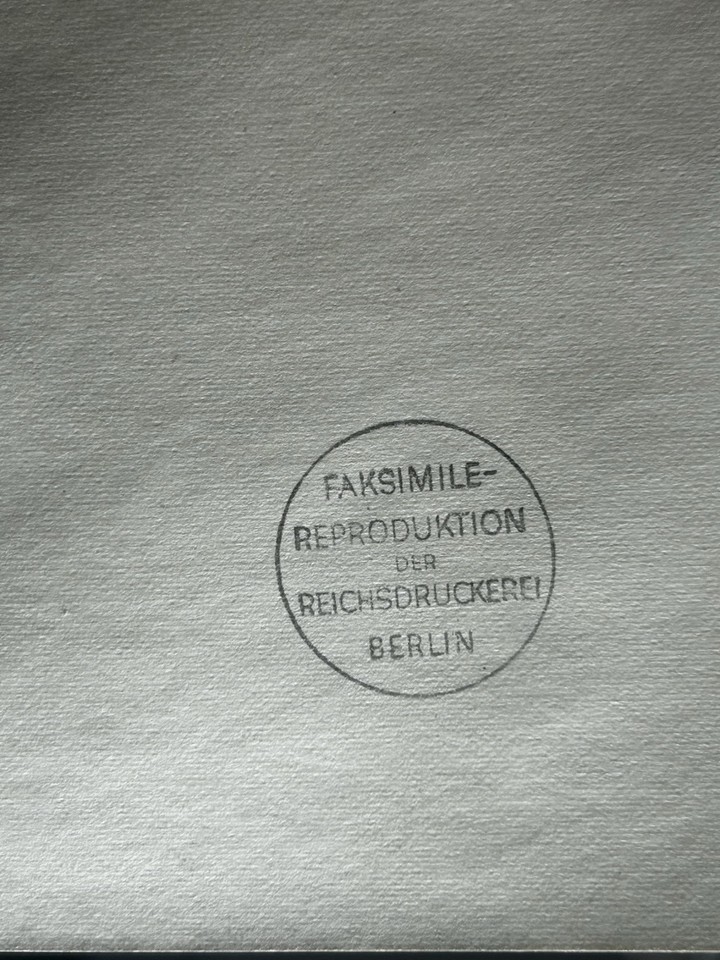 FAKSIMILE-
REPRODUKTION
DER
REICHSDRUCKEREI
BERLIN